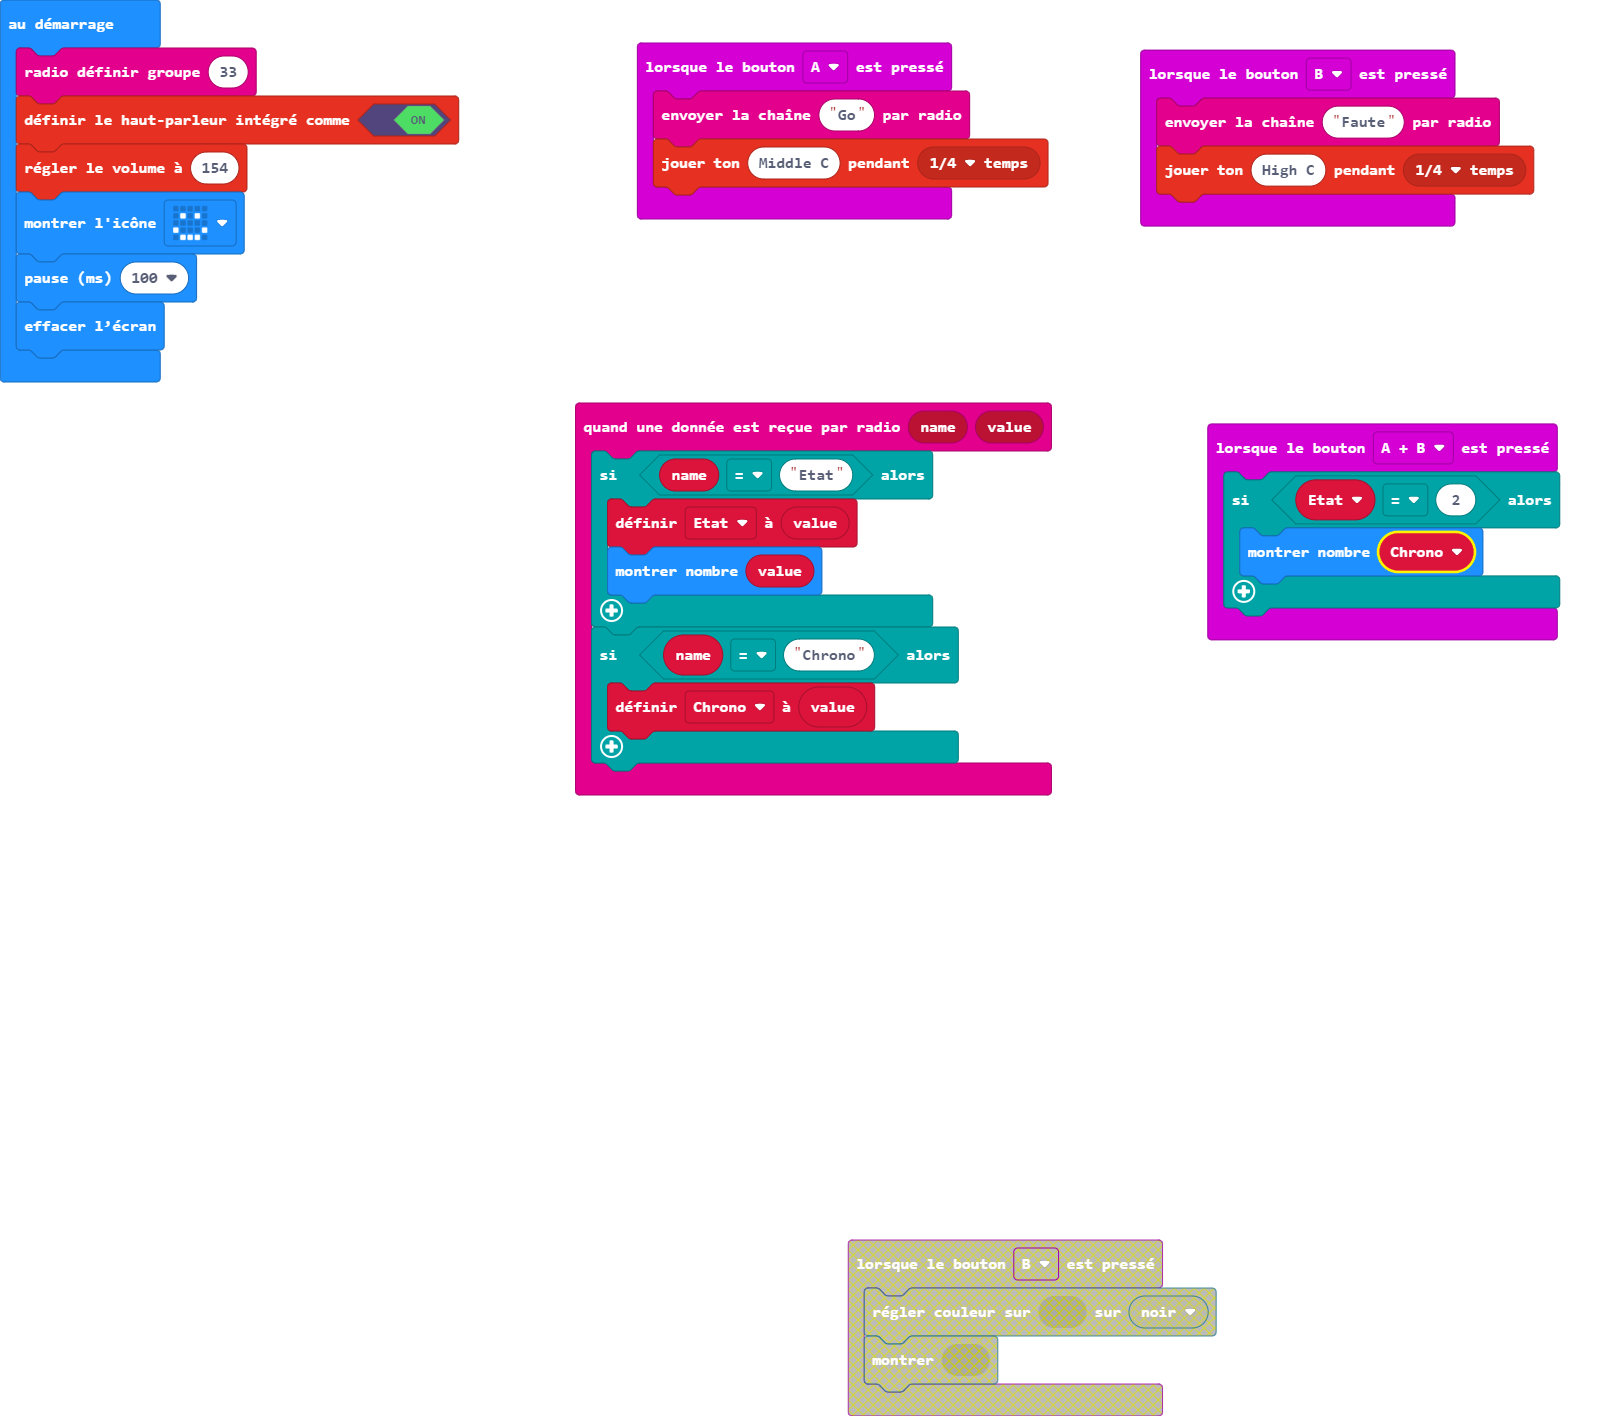 au démarrage
radio définir groupe 33
définir le haut-parleur intégré comme ON
régler le volume à 154
montrer l'icône
pause (ms) 100
effacer l’écran
lorsque le bouton A est pressé
envoyer la chaîne "Go" par radio
jouer ton Middle C pendant 1/4 temps
lorsque le bouton B est pressé
envoyer la chaîne "Faute" par radio
jouer ton High C pendant 1/4 temps
quand une donnée est reçue par radio name value
si name = "Etat" alors
définir Etat à value
montrer nombre value
si name = "Chrono" alors
définir Chrono à value
lorsque le bouton A + B est pressé
si Etat = 2 alors
montrer nombre Chrono
lorsque le bouton B est pressé
régler couleur sur sur noir
montrer